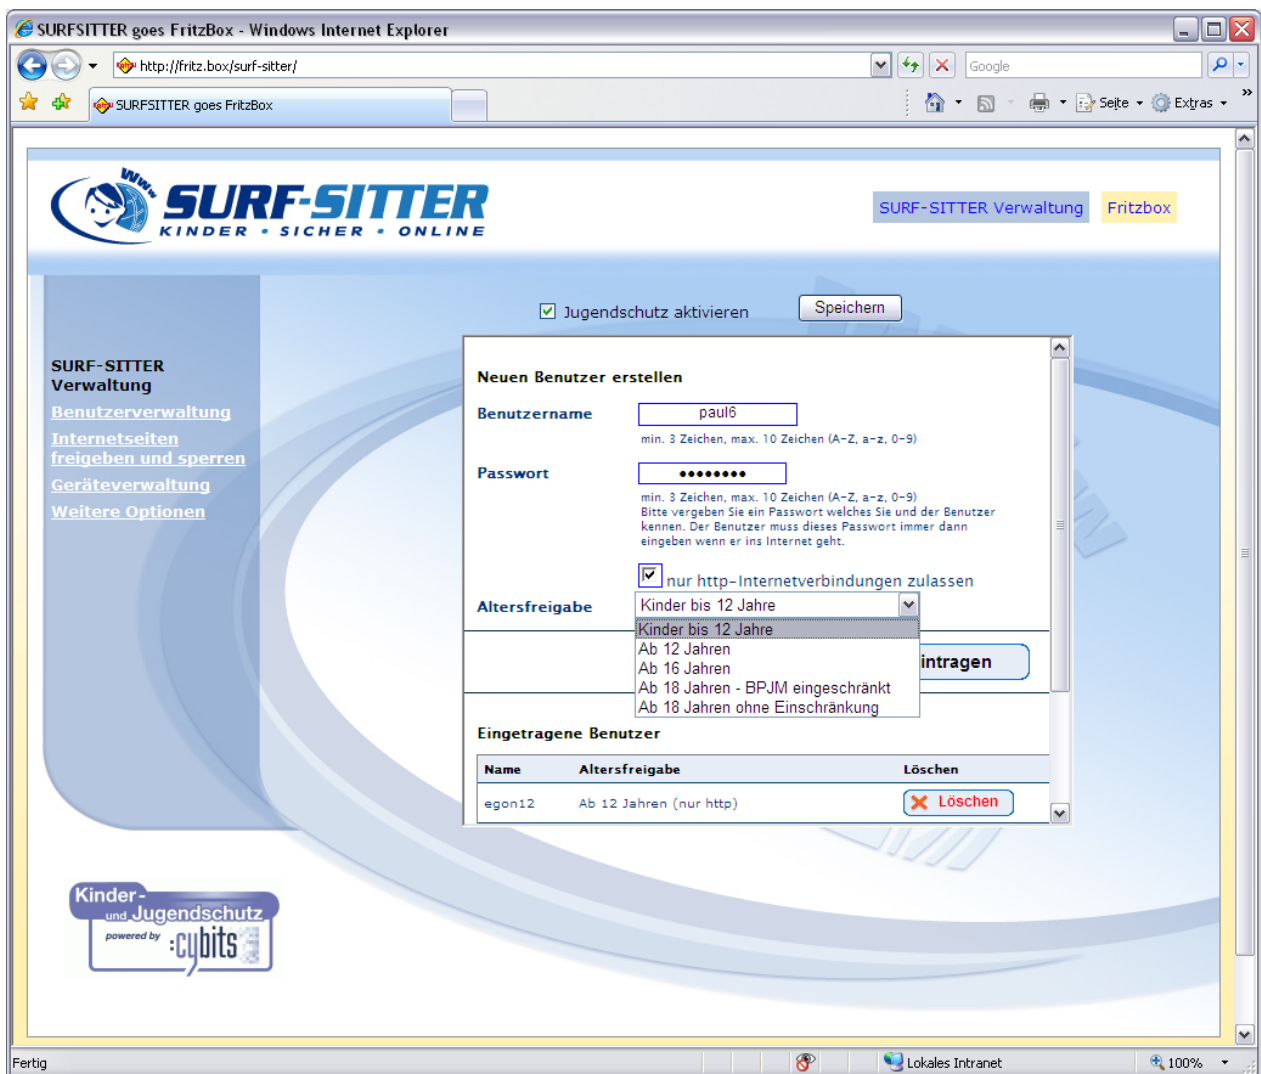 SURFSITTER goes FritzBox - Windows Internet Explorer
http://fritz.box/surf-sitter/
Google
SURFSITTER goes FritzBox
Seite
Extras
www.
SURF-SITTER
KINDER • SICHER • ONLINE
SURF-SITTER Verwaltung
Fritzbox
Jugendschutz aktivieren
Speichern
SURF-SITTER
Verwaltung
Benutzerverwaltung
Internetseiten
freigeben und sperren
Geräteverwaltung
Weitere Optionen
Neuen Benutzer erstellen
Benutzername
paul6
min. 3 Zeichen, max. 10 Zeichen (A-Z, a-z, 0-9)
Passwort
••••••••
min. 3 Zeichen, max. 10 Zeichen (A-Z, a-z, 0-9)
Bitte vergeben Sie ein Passwort welches Sie und der Benutzer
kennen. Der Benutzer muss dieses Passwort immer dann
eingeben wenn er ins Internet geht.
nur http-Internetverbindungen zulassen
Altersfreigabe
Kinder bis 12 Jahre
Kinder bis 12 Jahre
Ab 12 Jahren
Ab 16 Jahren
Ab 18 Jahren - BPJM eingeschränkt
Ab 18 Jahren ohne Einschränkung
intragen
Eingetragene Benutzer
Name Altersfreigabe Löschen
egon12 Ab 12 Jahren (nur http) Löschen
Kinder-
und Jugendschutz
powered by :cybits
Fertig
Lokales Intranet
100%